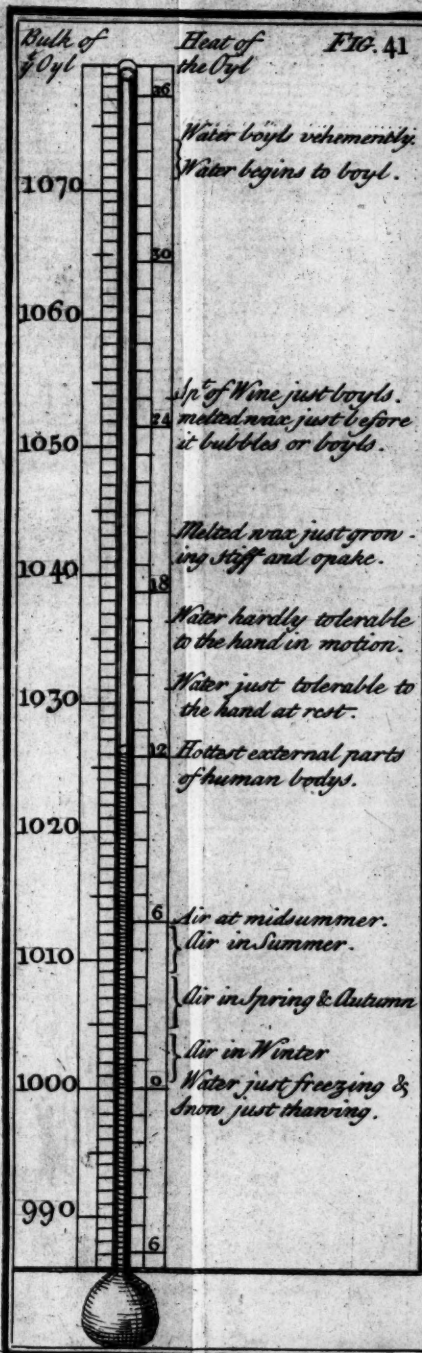 Bulk of
yᵉ Oyl
Heat of
the Oyl
FIG. 41
36
Water boyls vehemently.
Water begins to boyl.
1070
30
1060
Spᵗ of Wine just boyls.
melted wax just before
24
it bubbles or boyls.
1050
Melted wax just grow-
ing stiff and opake.
1040
18
Water hardly tolerable
to the hand in motion.
Water just tolerable to
the hand at rest.
1030
12
Hottest external parts
of human bodys.
1020
6
Air at midsummer.
Air in Summer.
1010
Air in Spring & Autumn
Air in Winter
1000
0
Water just freezing &
Snow just thawing.
990
6